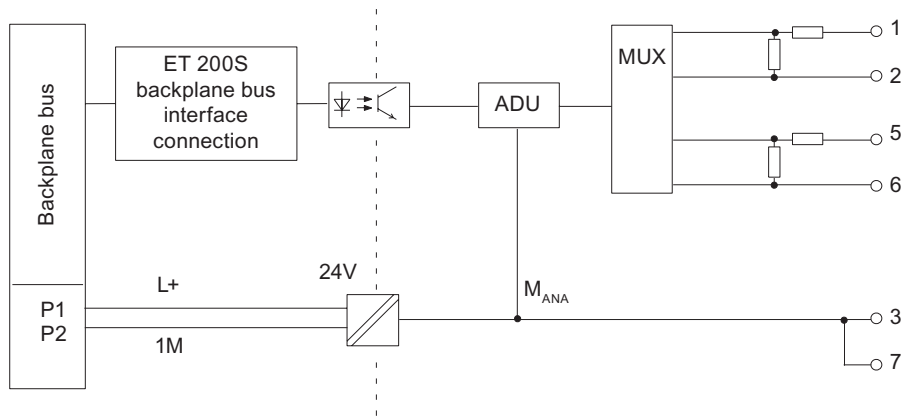 Backplane bus
ET 200S
backplane bus
interface
connection
ADU
MUX
1
2
5
6
24V
L+
P1
P2
1M
MANA
3
7